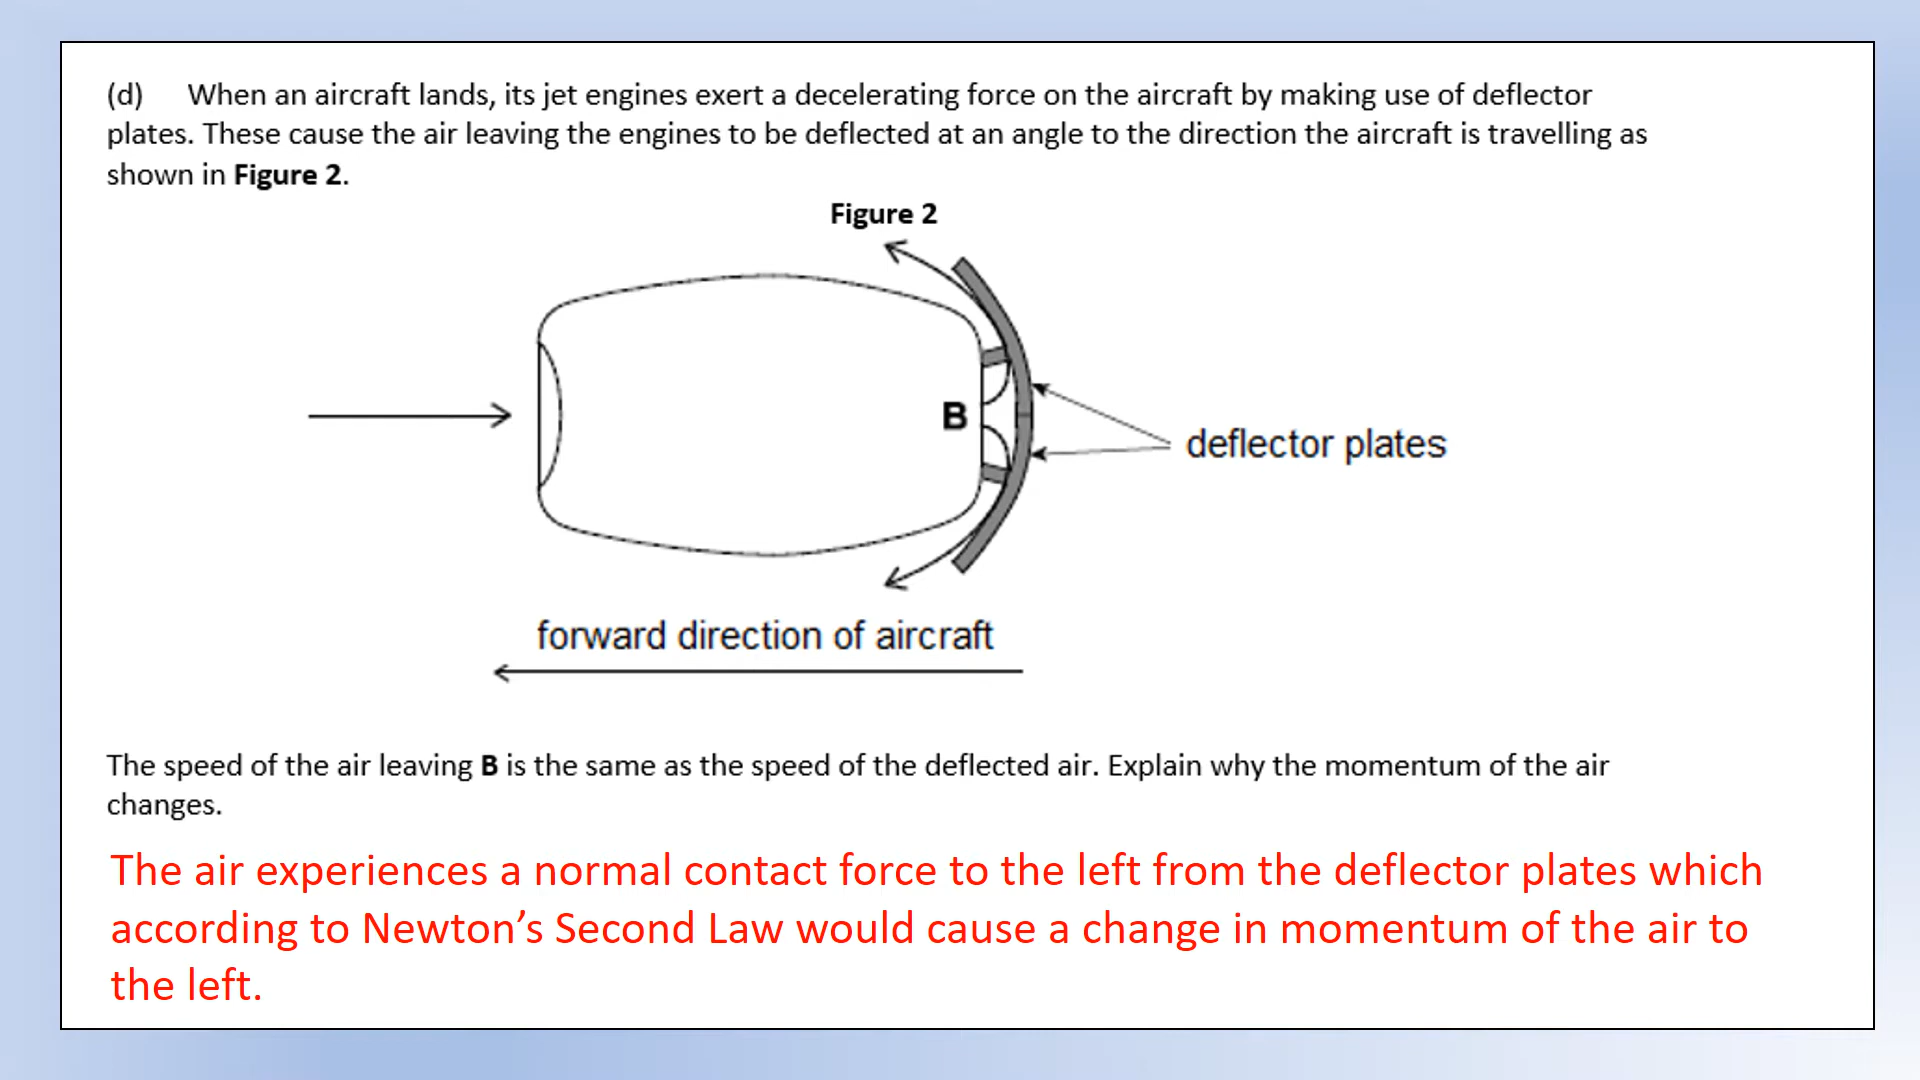 (d) When an aircraft lands, its jet engines exert a decelerating force on the aircraft by making use of deflector
plates. These cause the air leaving the engines to be deflected at an angle to the direction the aircraft is travelling as
shown in Figure 2.
Figure 2
B
deflector plates
forward direction of aircraft
The speed of the air leaving B is the same as the speed of the deflected air. Explain why the momentum of the air
changes.
The air experiences a normal contact force to the left from the deflector plates which
according to Newton’s Second Law would cause a change in momentum of the air to
the left.